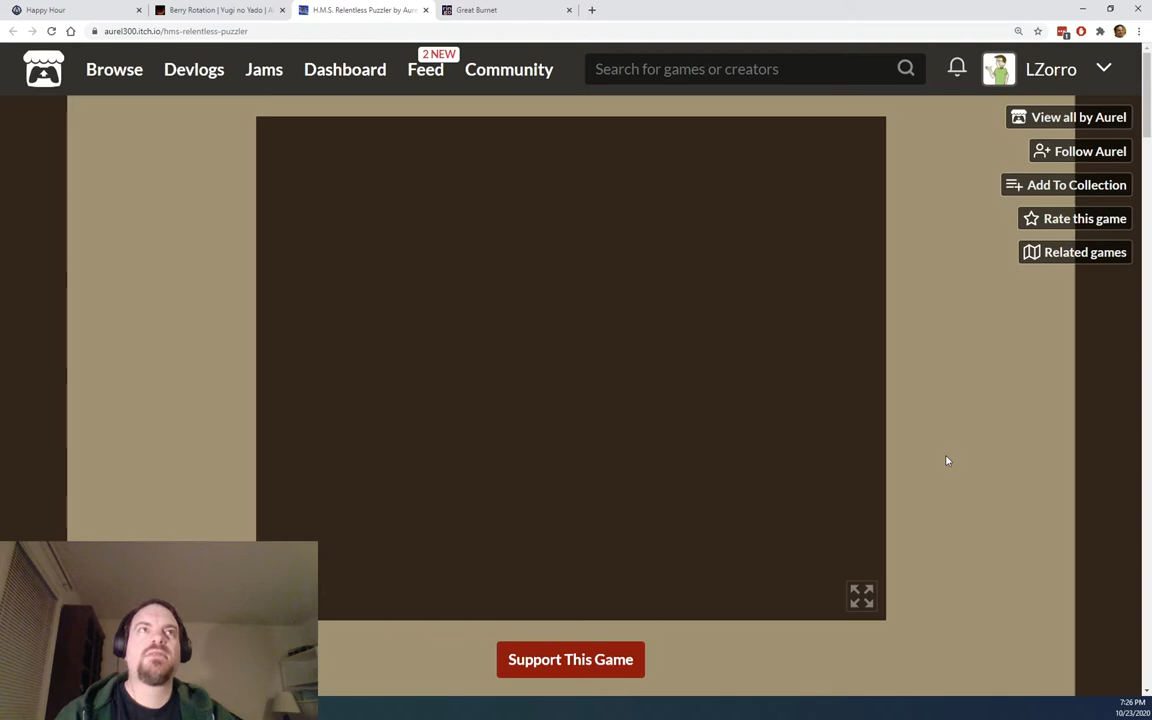 Happy Hour
Berry Rotation | Yugi no Yado | A
H.M.S. Relentless Puzzler by Aure
Great Burnet
aurel300.itch.io/hms-relentless-puzzler
2 NEW
Browse
Devlogs
Jams
Dashboard
Feed
Community
Search for games or creators
LZorro
View all by Aurel
Follow Aurel
Add To Collection
Rate this game
Related games
Support This Game
7:26 PM
10/23/2020